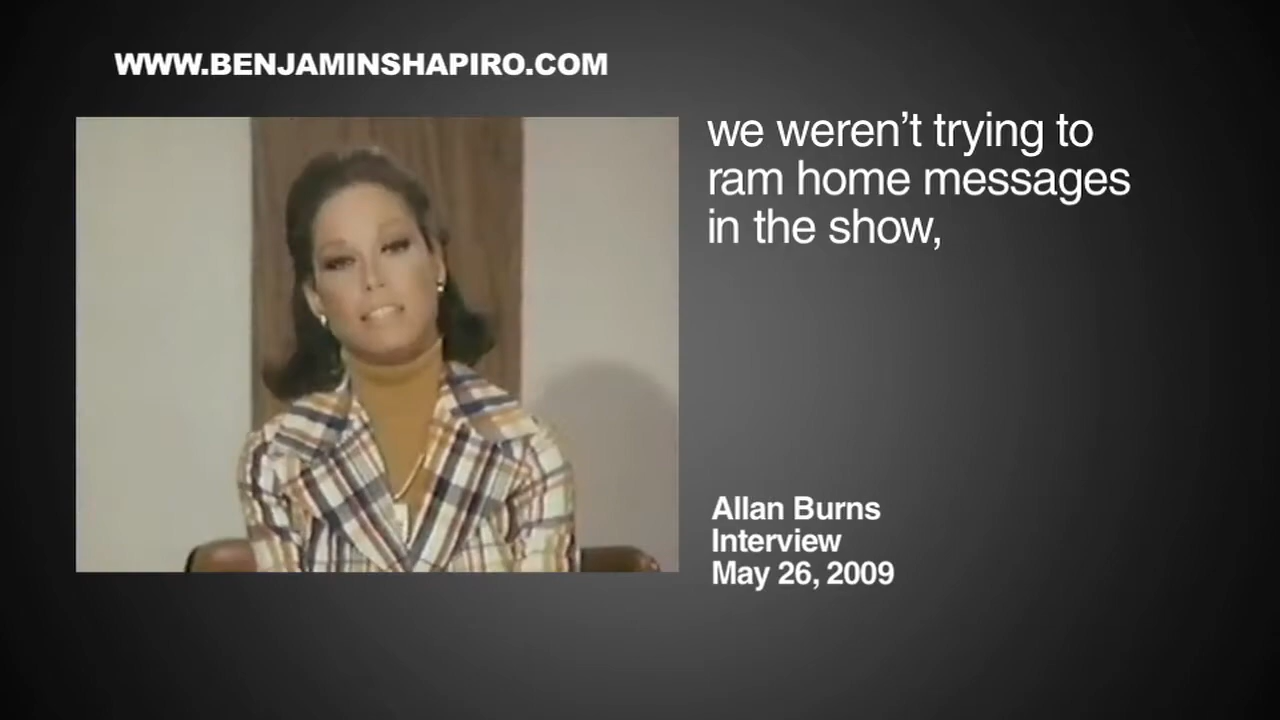 WWW.BENJAMINSHAPIRO.COM
we weren't trying to
ram home messages
in the show,
Allan Burns
Interview
May 26, 2009